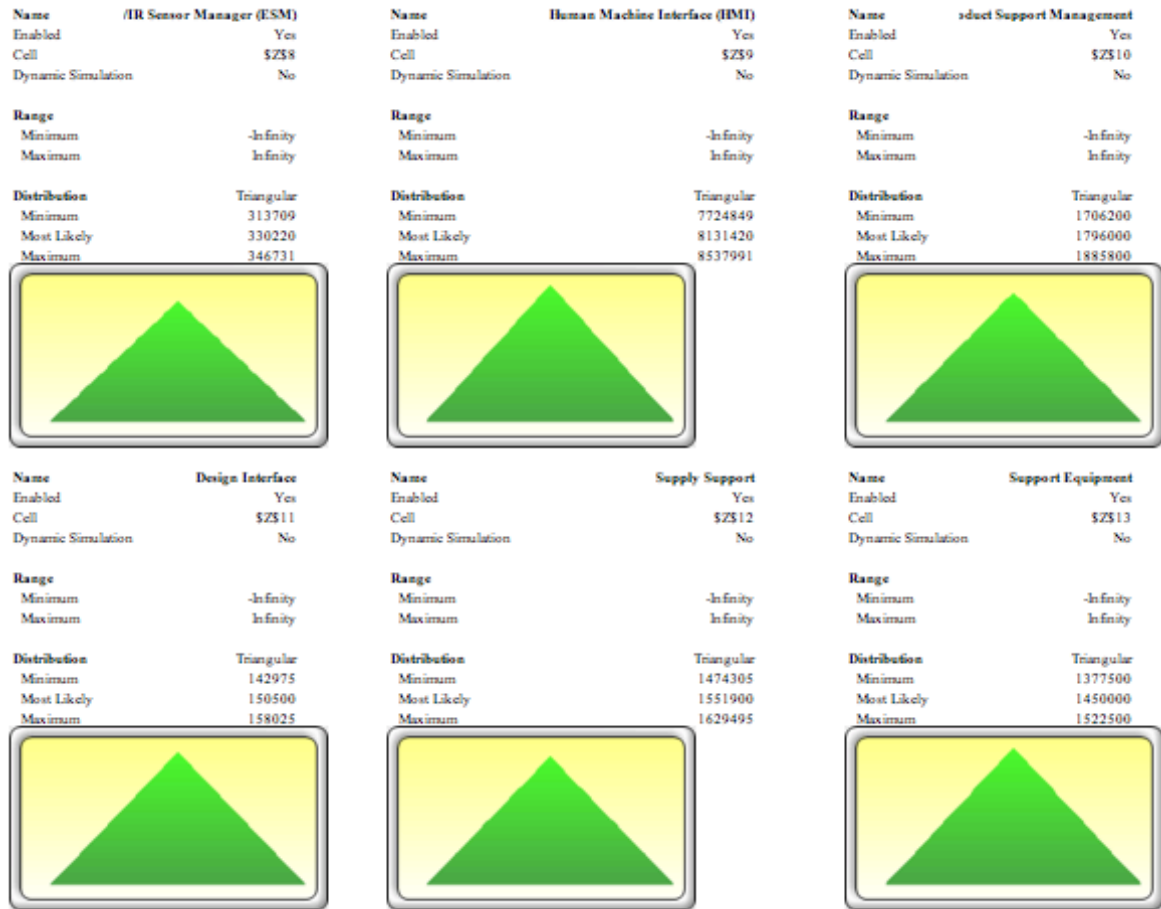 Name /IR Sensor Manager (ESM)
Enabled Yes
Cell $Z$8
Dynamic Simulation No
Range
Minimum -Infinity
Maximum Infinity
Distribution Triangular
Minimum 313709
Most Likely 330220
Maximum 346731
Name Human Machine Interface (HMI)
Enabled Yes
Cell $Z$9
Dynamic Simulation No
Range
Minimum -Infinity
Maximum Infinity
Distribution Triangular
Minimum 7724849
Most Likely 8131420
Maximum 8537991
Name duct Support Management
Enabled Yes
Cell $Z$10
Dynamic Simulation No
Range
Minimum -Infinity
Maximum Infinity
Distribution Triangular
Minimum 1706200
Most Likely 1796000
Maximum 1885800
Name Design Interface
Enabled Yes
Cell $Z$11
Dynamic Simulation No
Range
Minimum -Infinity
Maximum Infinity
Distribution Triangular
Minimum 142975
Most Likely 150500
Maximum 158025
Name Supply Support
Enabled Yes
Cell $Z$12
Dynamic Simulation No
Range
Minimum -Infinity
Maximum Infinity
Distribution Triangular
Minimum 1474305
Most Likely 1551900
Maximum 1629495
Name Support Equipment
Enabled Yes
Cell $Z$13
Dynamic Simulation No
Range
Minimum -Infinity
Maximum Infinity
Distribution Triangular
Minimum 1377500
Most Likely 1450000
Maximum 1522500